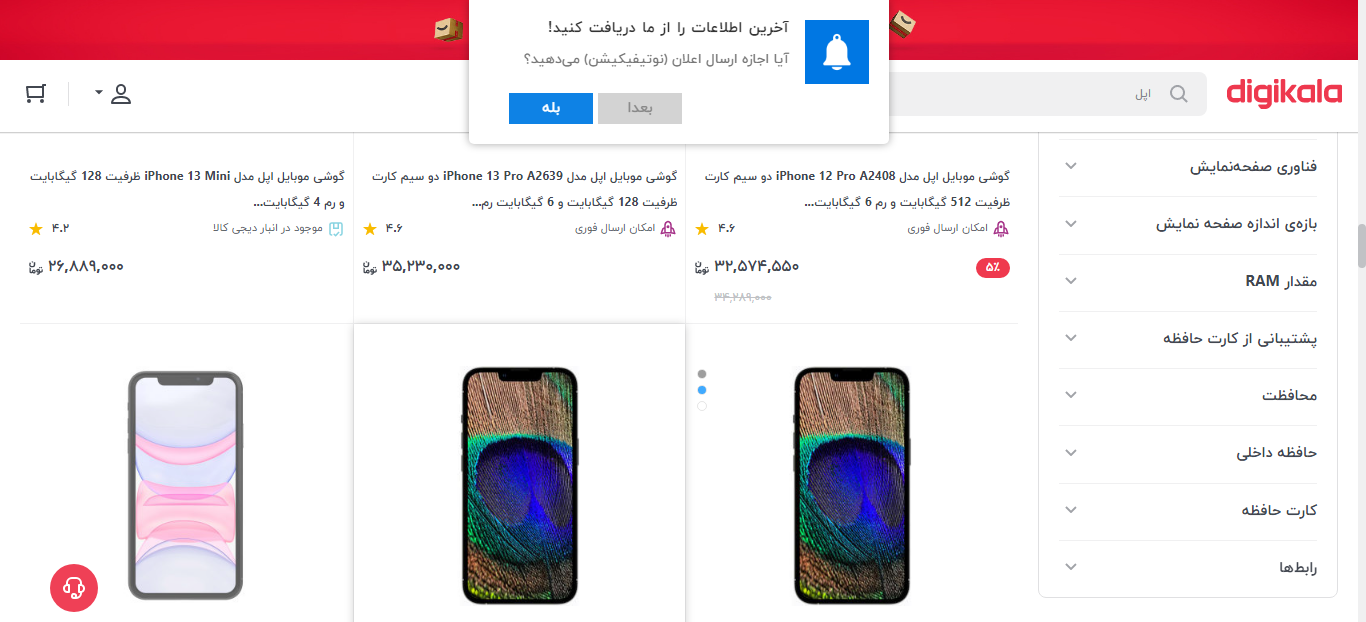 آخرین اطلاعات را از ما دریافت کنید!
آیا اجازه ارسال اعلان (نوتیفیکیشن) می‌دهید؟
بعدا
بله
digikala
اپل
فناوری صفحه‌نمایش
بازه‌ی اندازه صفحه نمایش
مقدار RAM
پشتیبانی از کارت حافظه
محافظت
حافظه داخلی
کارت حافظه
رابط‌ها
گوشی موبایل اپل مدل iPhone 12 Pro A2408 دو سیم کارت
ظرفیت 512 گیگابایت و رم 6 گیگابایت...
امکان ارسال فوری
۴.۶
۵٪
۳۲,۵۷۴,۵۵۰ تومان
۳۴,۲۸۹,۰۰۰
گوشی موبایل اپل مدل iPhone 13 Pro A2639 دو سیم کارت
ظرفیت 128 گیگابایت و 6 گیگابایت رم...
امکان ارسال فوری
۴.۶
۳۵,۲۳۰,۰۰۰ تومان
گوشی موبایل اپل مدل iPhone 13 Mini ظرفیت 128 گیگابایت
و رم 4 گیگابایت...
موجود در انبار دیجی کالا
۴.۲
۲۶,۸۸۹,۰۰۰ تومان